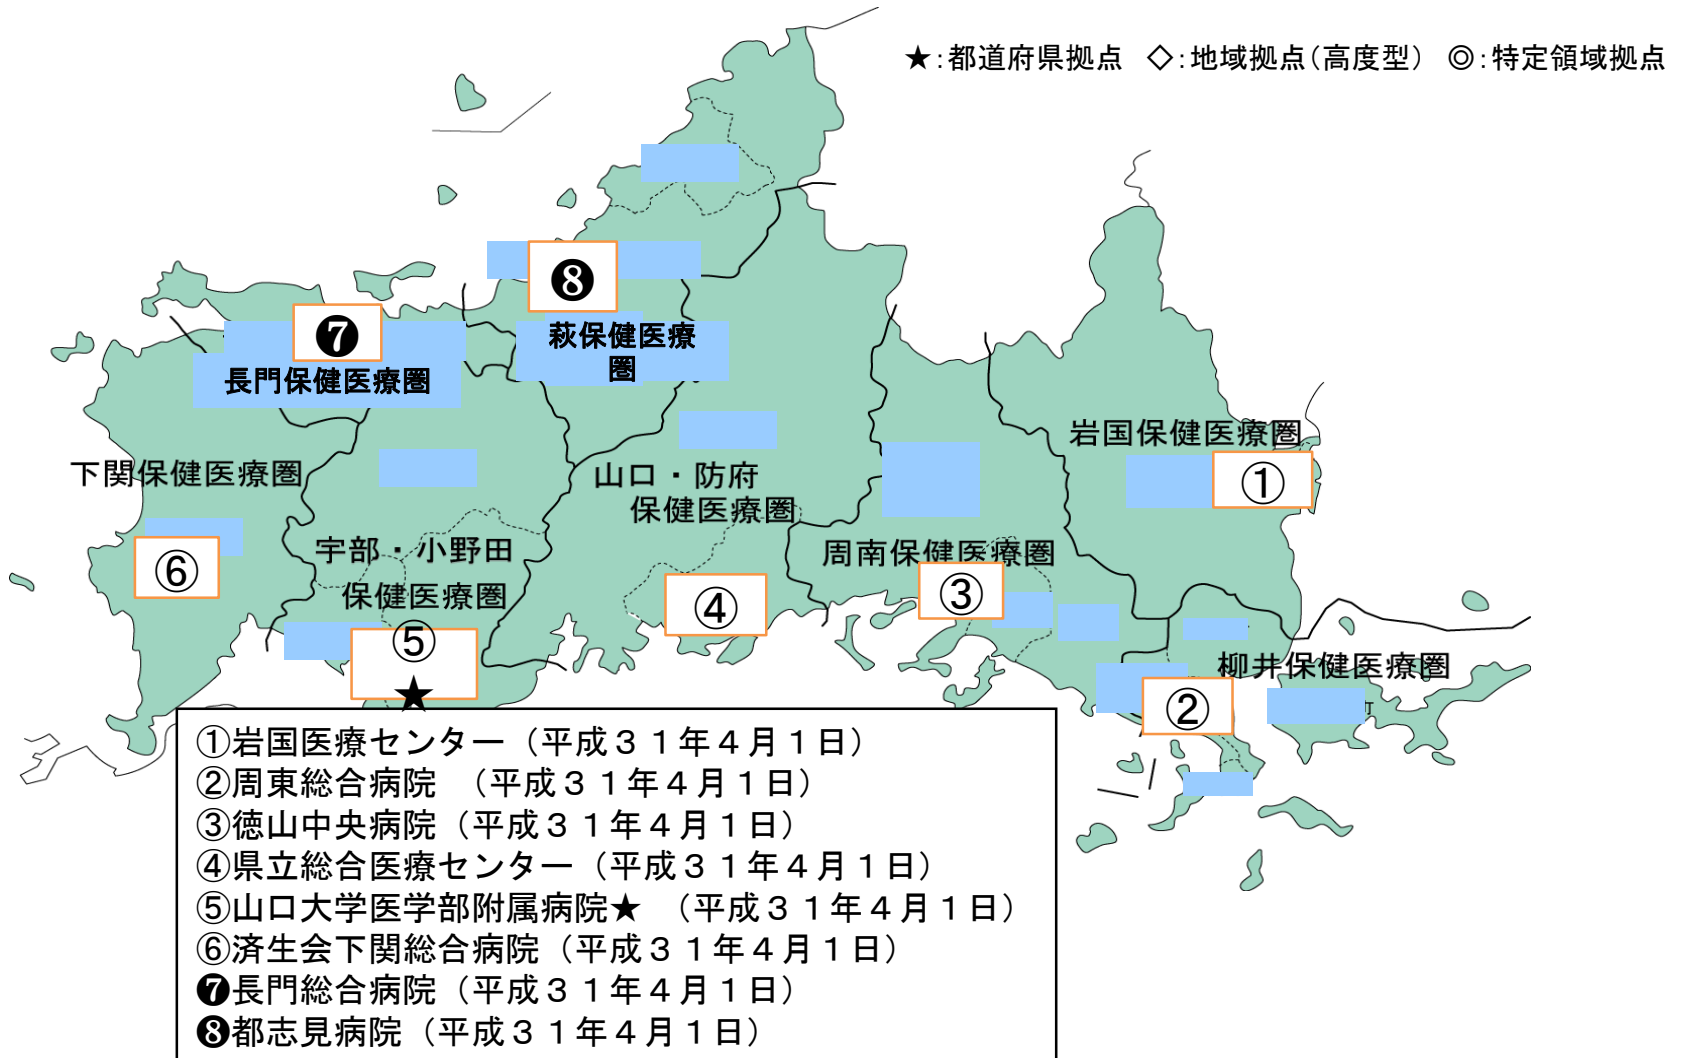 ★：都道府県拠点　◇：地域拠点（高度型）　◎：特定領域拠点
❽
萩保健医療
圏
❼
長門保健医療圏
岩国保健医療圏
①
下関保健医療圏
山口・防府
保健医療圏
宇部・小野田
保健医療圏
周南保健医療圏
⑥
④
③
⑤
★
柳井保健医療圏
②
町
①岩国医療センター（平成３１年４月１日）
②周東総合病院　（平成３１年４月１日）
③徳山中央病院（平成３１年４月１日）
④県立総合医療センター（平成３１年４月１日）
⑤山口大学医学部附属病院★　（平成３１年４月１日）
⑥済生会下関総合病院（平成３１年４月１日）
❼長門総合病院（平成３１年４月１日）
❽都志見病院（平成３１年４月１日）